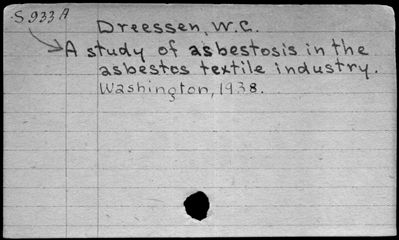 S 933 A
Dreessen, W.C.
A study of asbestosis in the
asbestos textile industry.
Washington, 1938.